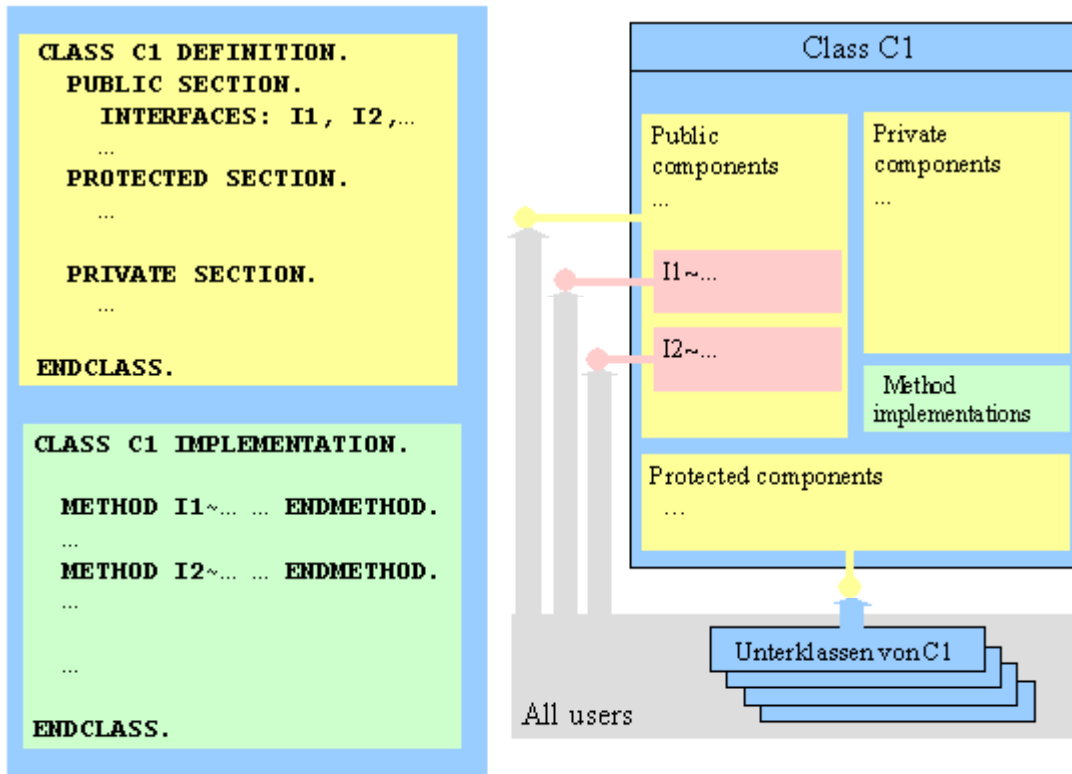 CLASS C1 DEFINITION.
PUBLIC SECTION.
INTERFACES: I1, I2,…
…
PROTECTED SECTION.
…
PRIVATE SECTION.
…
ENDCLASS.
CLASS C1 IMPLEMENTATION.
METHOD I1~… … ENDMETHOD.
…
METHOD I2~… … ENDMETHOD.
…
…
ENDCLASS.
Class C1
Public
components
...
I1~...
I2~...
Private
components
...
Method
implementations
Protected components
...
Unterklassen von C1
All users